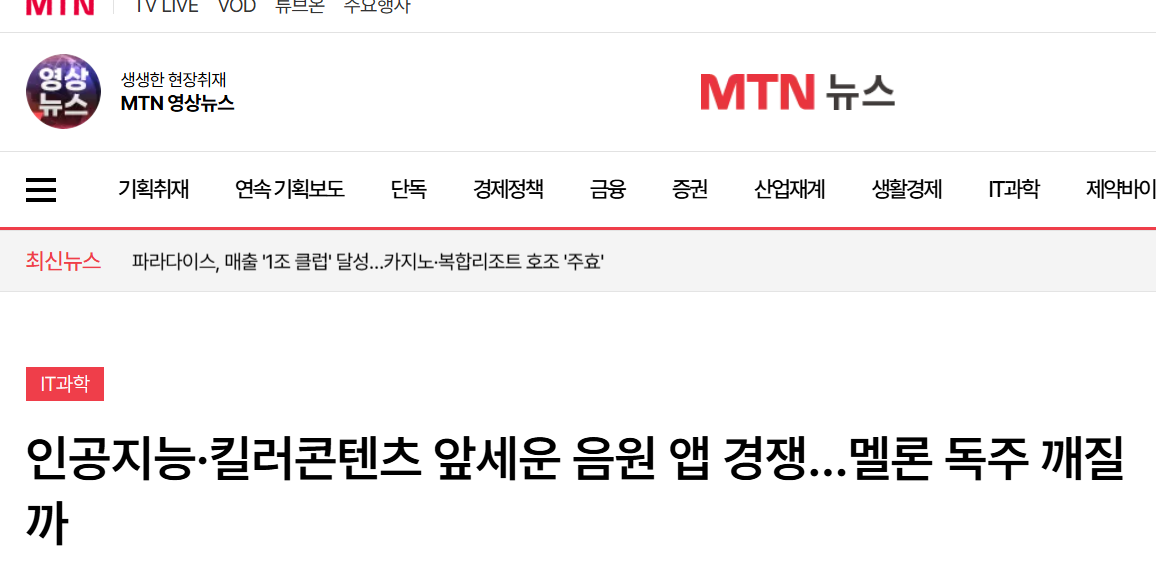 MTN TV LIVE VOD 튜브온 주요행사
영상
뉴스
생생한 현장취재
MTN 영상뉴스
MTN 뉴스
기획취재 연속 기획보도 단독 경제정책 금융 증권 산업재계 생활경제 IT과학 제약바이
최신뉴스 파라다이스, 매출 '1조 클럽' 달성...카지노·복합리조트 호조 '주효'
IT과학
인공지능·킬러콘텐츠 앞세운 음원 앱 경쟁...멜론 독주 깨질
까